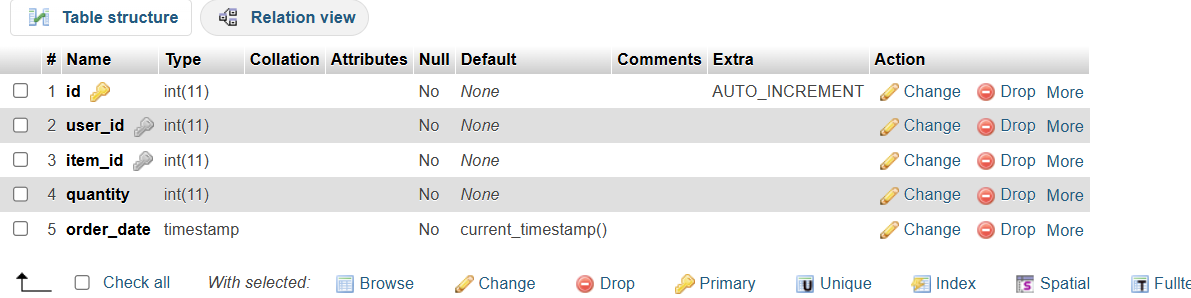 Table structure Relation view
# Name Type Collation Attributes Null Default Comments Extra Action
1 id int(11) No None AUTO_INCREMENT Change Drop More
2 user_id int(11) No None Change Drop More
3 item_id int(11) No None Change Drop More
4 quantity int(11) No None Change Drop More
5 order_date timestamp No current_timestamp() Change Drop More
Check all With selected: Browse Change Drop Primary Unique Index Spatial Fullte